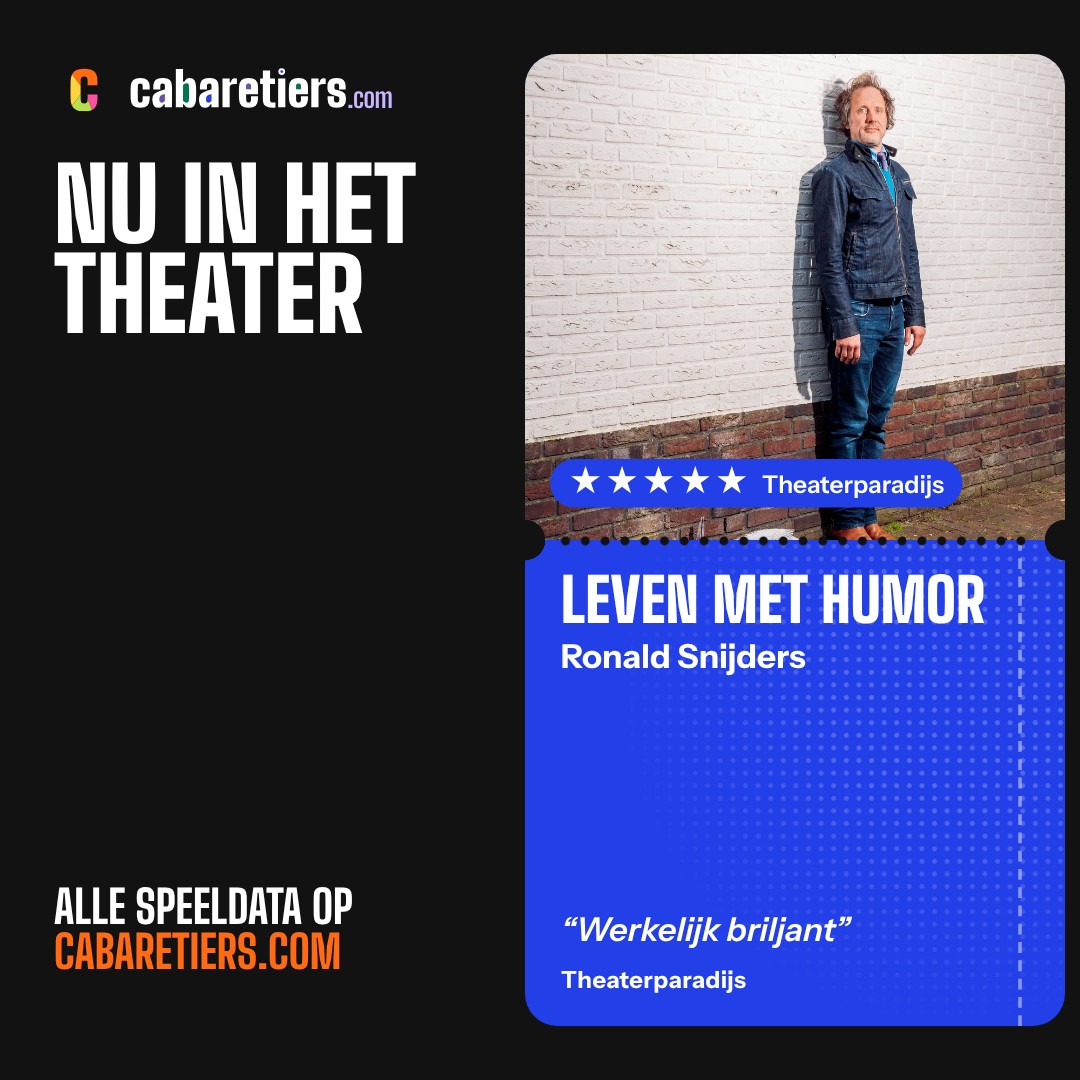 cabaretiers.com
NU IN HET
THEATER
★★★★★ Theaterparadijs
LEVEN MET HUMOR
Ronald Snijders
“Werkelijk briljant”
Theaterparadijs
ALLE SPEELDATA OP
CABARETIERS.COM